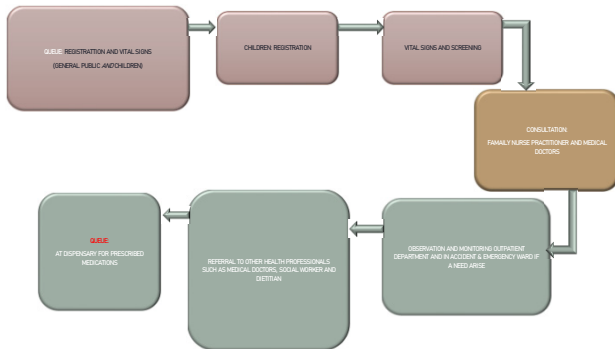 QUEUE: REGISTRATTION AND VITAL SIGNS
(GENERAL PUBLIC AND CHILDREN)
CHILDREN: REGISTRATION
VITAL SIGNS AND SCREENING
CONSULTATION:
FAMAILY NURSE PRACTITIONER AND MEDICAL
DOCTORS
OBSERVATION AND MONITORING OUTPATIENT
DEPARTMENT AND IN ACCIDENT & EMERGENCY WARD IF
A NEED ARISE
REFERRAL TO OTHER HEALTH PROFESSIONALS
SUCH AS MEDICAL DOCTORS, SOCIAL WORKER AND
DIETITIAN
QUEUE:
AT DISPENSARY FOR PRESCRIBED
MEDICATIONS